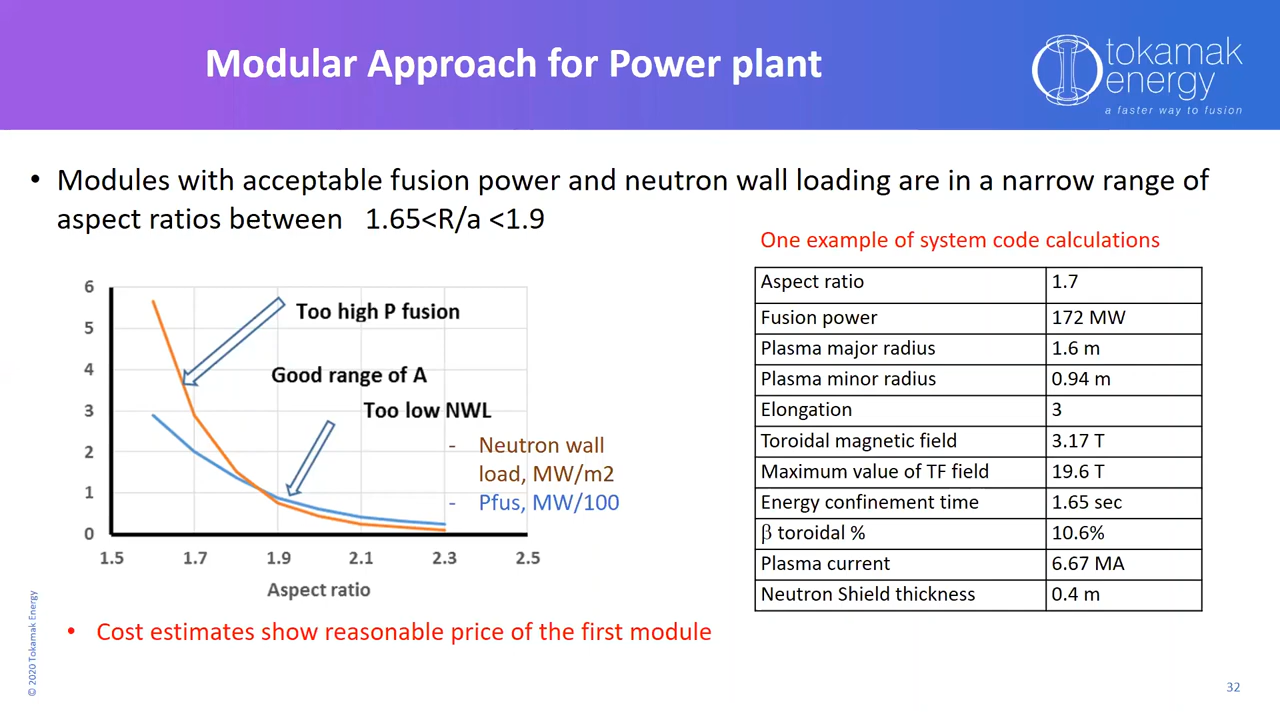 Modular Approach for Power plant
tokamak
energy
a faster way to fusion
• Modules with acceptable fusion power and neutron wall loading are in a narrow range of
aspect ratios between 1.65<R/a <1.9
One example of system code calculations
6
5
4
3
2
1
0
1.5 1.7 1.9 2.1 2.3 2.5
Aspect ratio
Too high P fusion
Good range of A
Too low NWL
- Neutron wall
load, MW/m2
- Pfus, MW/100
Aspect ratio 1.7
Fusion power 172 MW
Plasma major radius 1.6 m
Plasma minor radius 0.94 m
Elongation 3
Toroidal magnetic field 3.17 T
Maximum value of TF field 19.6 T
Energy confinement time 1.65 sec
β toroidal % 10.6%
Plasma current 6.67 MA
Neutron Shield thickness 0.4 m
• Cost estimates show reasonable price of the first module
© 2020 Tokamak Energy
32